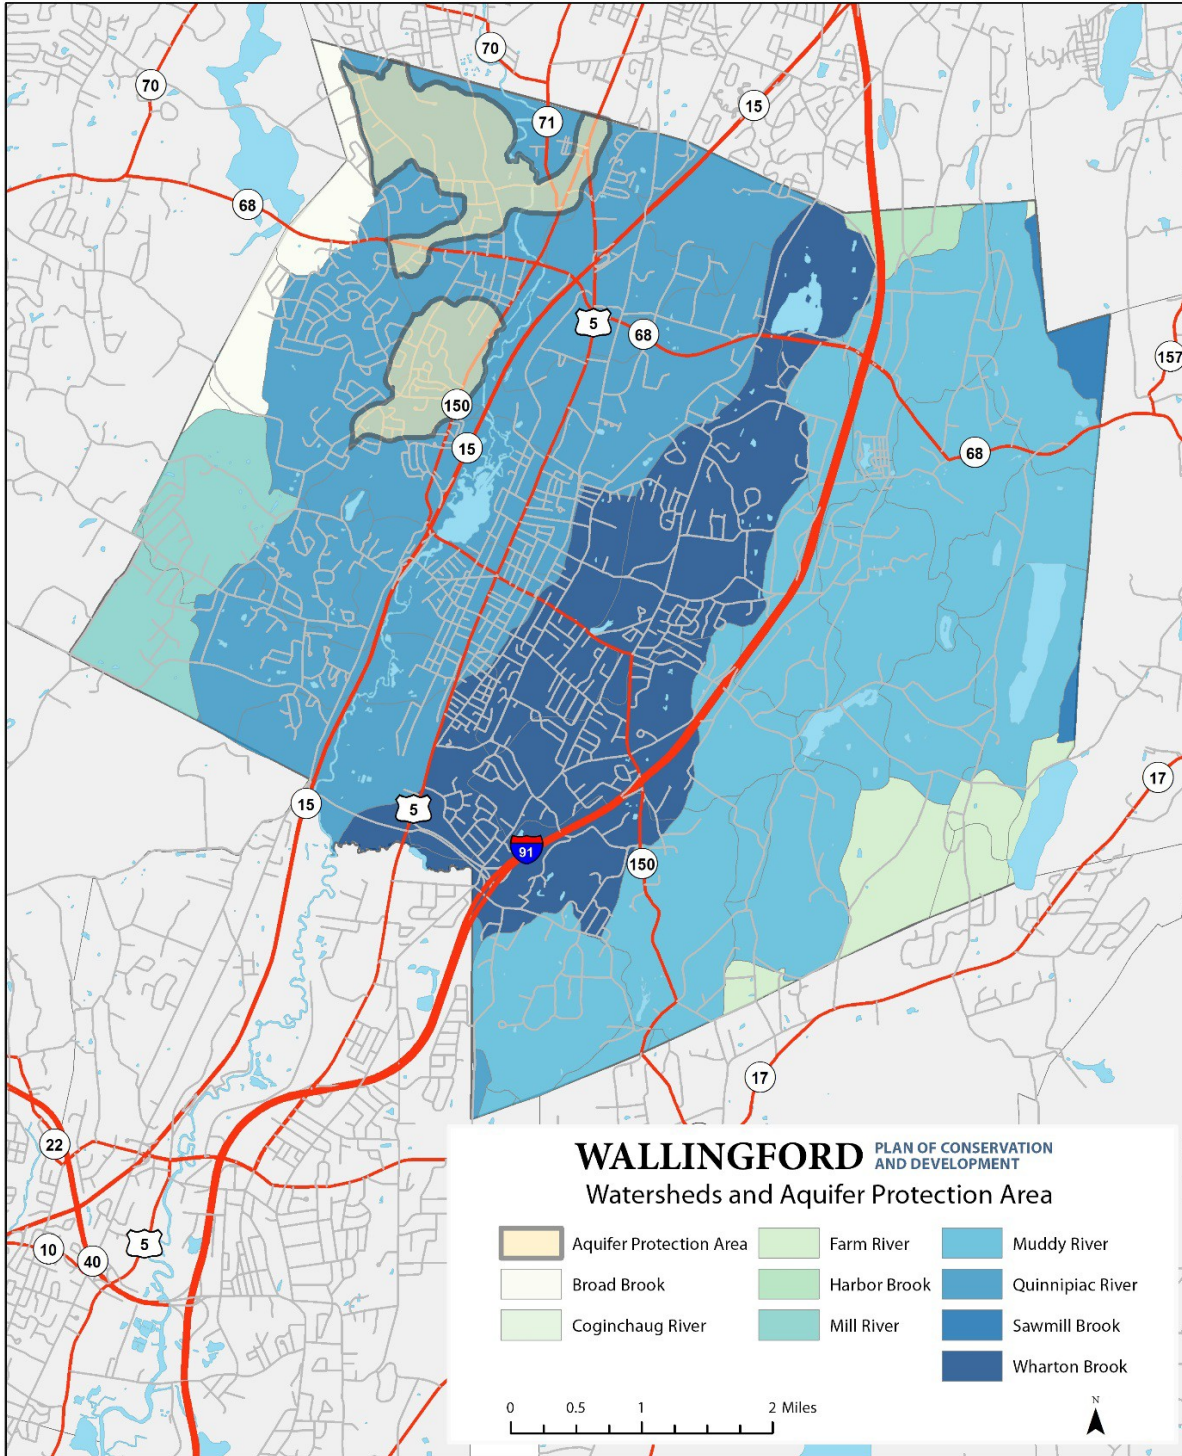 70
70
15
71
68
5
68
157
150
15
68
17
15
5
91
150
17
22
10
40
5
WALLINGFORD PLAN OF CONSERVATION
AND DEVELOPMENT
Watersheds and Aquifer Protection Area
Aquifer Protection Area
Farm River
Muddy River
Broad Brook
Harbor Brook
Quinnipiac River
Coginchaug River
Mill River
Sawmill Brook
Wharton Brook
0 0.5 1 2 Miles
N